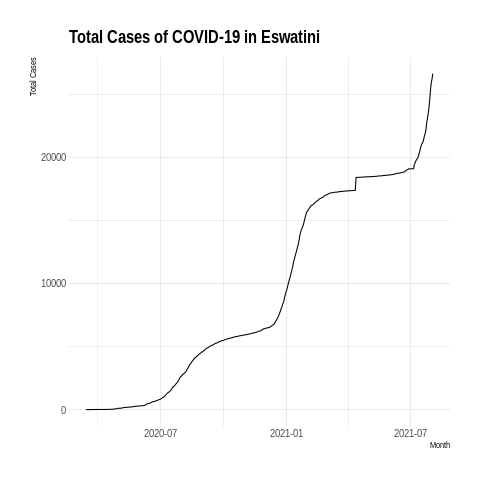 Total Cases of COVID-19 in Eswatini
Total Cases
20000
10000
0
2020-07
2021-01
2021-07
Month